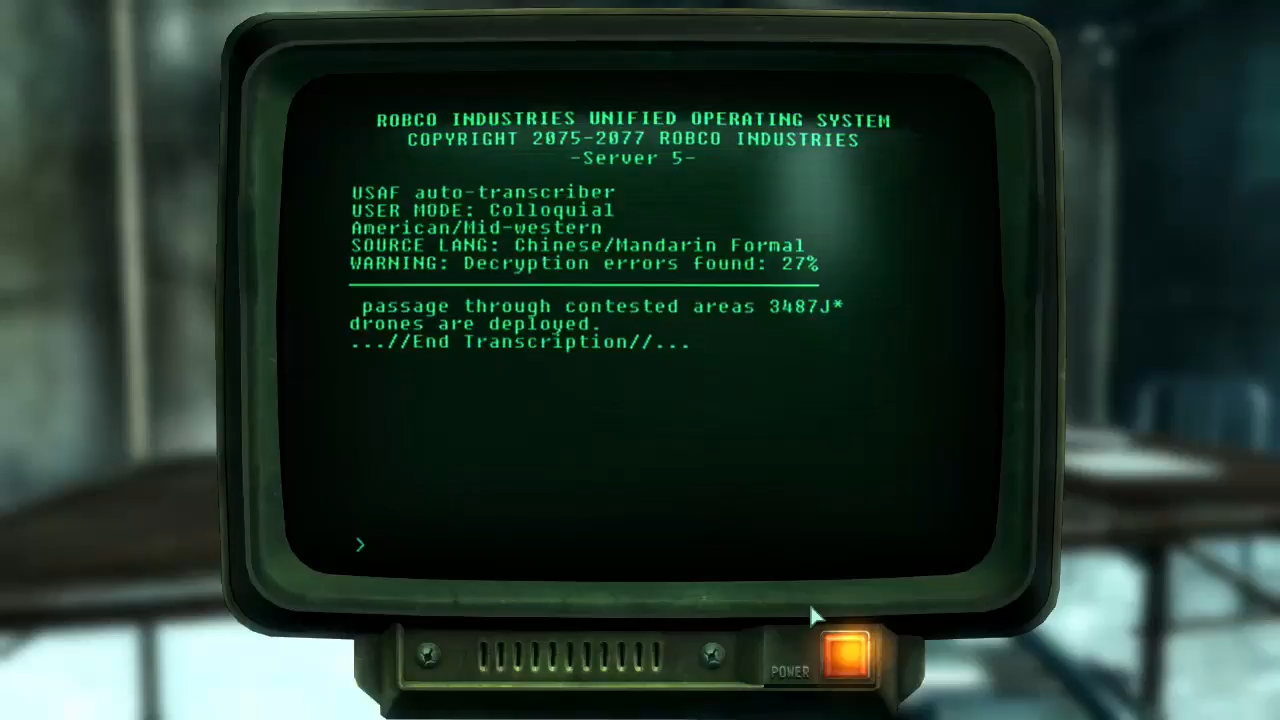 ROBCO INDUSTRIES UNIFIED OPERATING SYSTEM
COPYRIGHT 2075-2077 ROBCO INDUSTRIES
-Server 5-
USAF auto-transcriber
USER MODE: Colloquial
American/Mid-western
SOURCE LANG: Chinese/Mandarin Formal
WARNING: Decryption errors found: 27%
passage through contested areas 3487J*
drones are deployed.
...//End Transcription//...
>
POWER